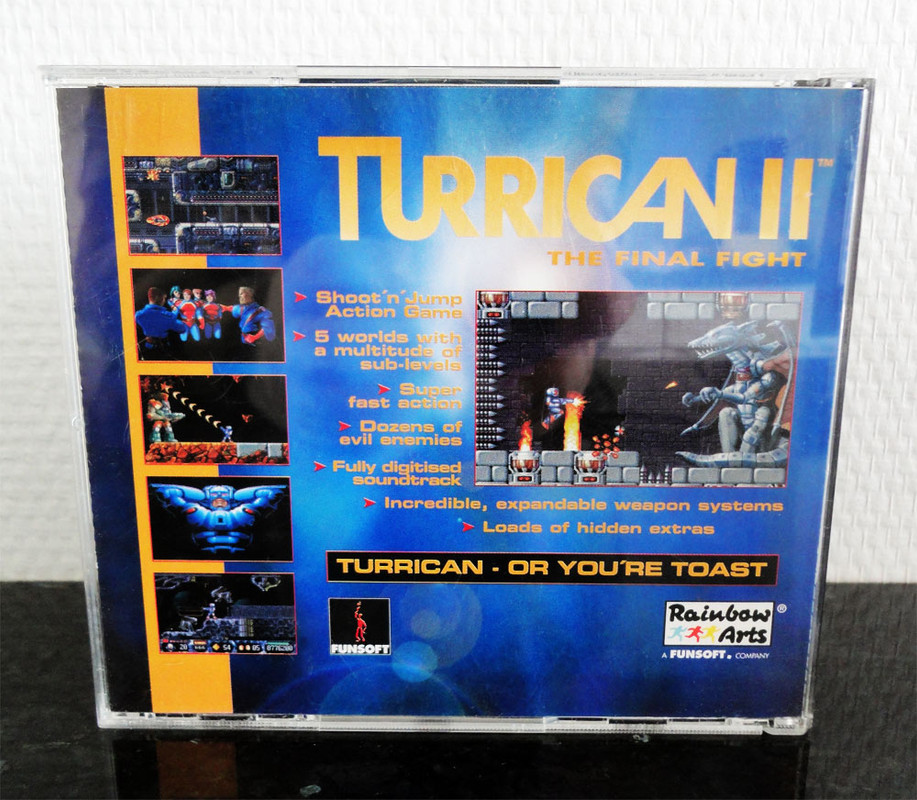 TURRICAN II™
THE FINAL FIGHT
Shoot´n´Jump
Action Game
5 worlds with
a multitude of
sub-levels
Super
fast action
Dozens of
evil enemies
Fully digitised
soundtrack
Incredible, expandable weapon systems
Loads of hidden extras
TURRICAN - OR YOU´RE TOAST
FUNSOFT
Rainbow ®
Arts
A FUNSOFT. COMPANY